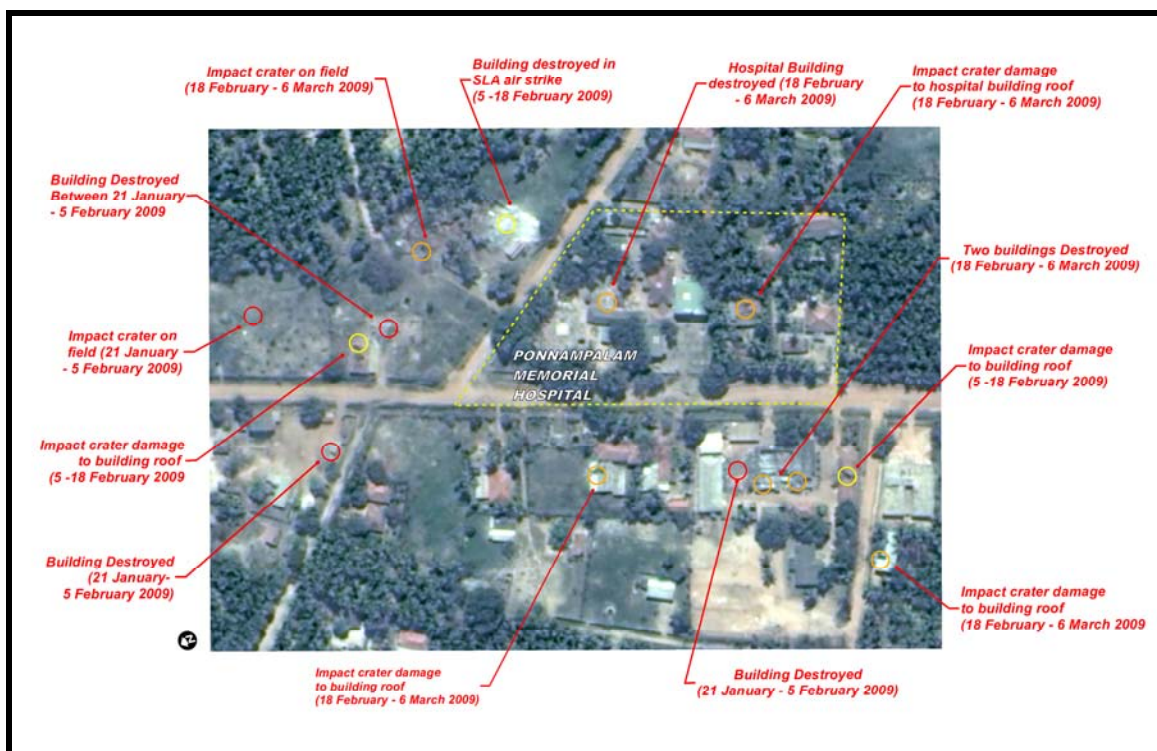 Impact crater on field
(18 February - 6 March 2009)
Building destroyed in
SLA air strike
(5 -18 February 2009)
Hospital Building
destroyed (18 February
- 6 March 2009)
Impact crater damage
to hospital building roof
(18 February - 6 March 2009)
Building Destroyed
Between 21 January
- 5 February 2009
Two buildings Destroyed
(18 February - 6 March 2009)
Impact crater on
field (21 January
- 5 February 2009)
PONNAMPALAM
MEMORIAL
HOSPITAL
Impact crater damage
to building roof
(5 -18 February 2009)
Impact crater damage
to building roof
(5 -18 February 2009
Building Destroyed
(21 January-
5 February 2009)
Impact crater damage
to building roof
(18 February - 6 March 2009
Impact crater damage
to building roof
(18 February - 6 March 2009)
Building Destroyed
(21 January - 5 February 2009)
N